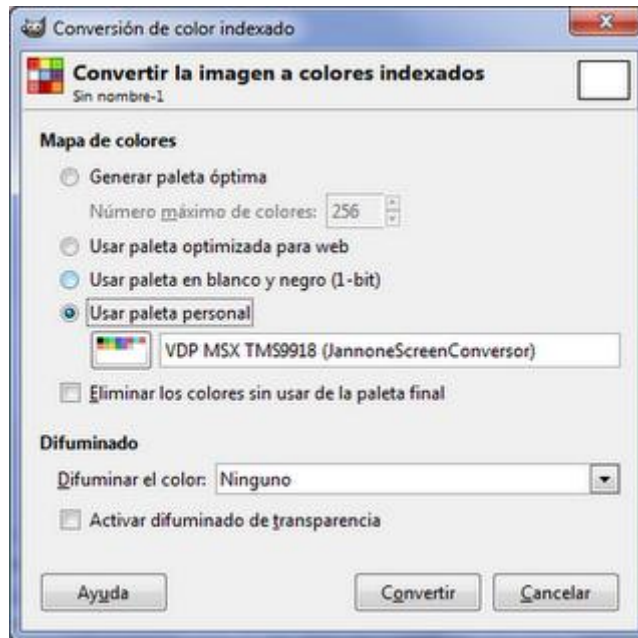 Conversión de color indexado
Convertir la imagen a colores indexados
Sin nombre-1
Mapa de colores
Generar paleta óptima
Número máximo de colores: 256
Usar paleta optimizada para web
Usar paleta en blanco y negro (1-bit)
Usar paleta personal
VDP MSX TMS9918 (JannoneScreenConversor)
Eliminar los colores sin usar de la paleta final
Difuminado
Difuminar el color: Ninguno
Activar difuminado de transparencia
Ayuda Convertir Cancelar